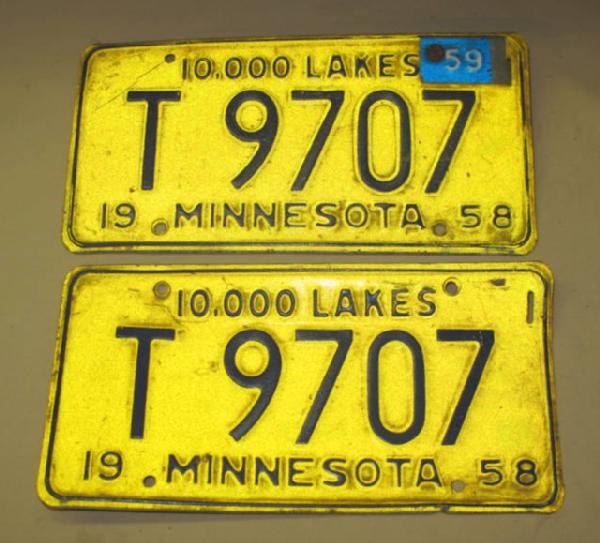 10,000 LAKES 59
T 9707
19 MINNESOTA 58
10,000 LAKES
T 9707
19 MINNESOTA 58